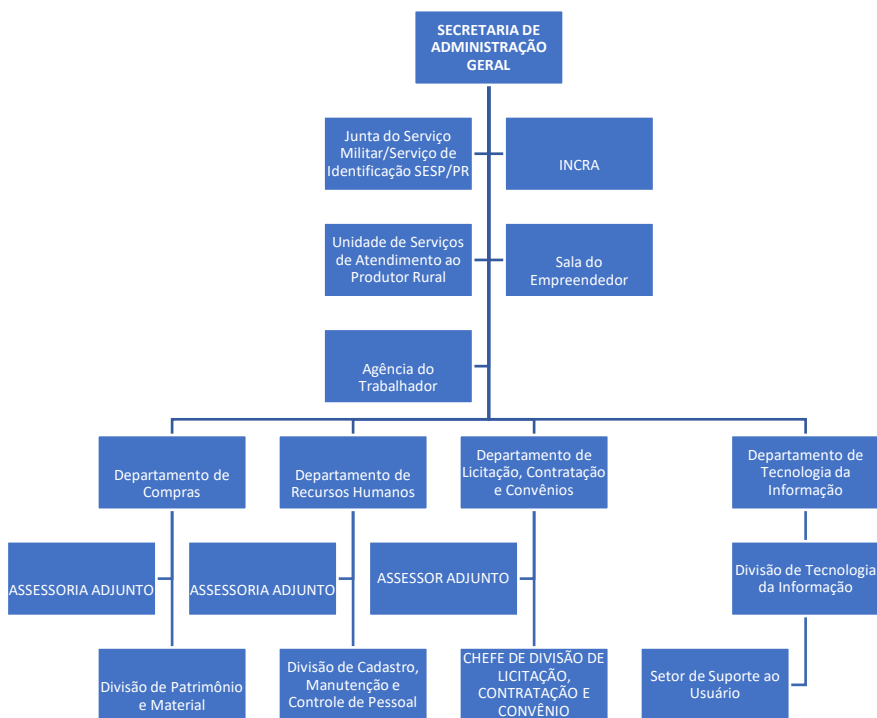 SECRETARIA DE
ADMINISTRAÇÃO
GERAL
Junta do Serviço
Militar/Serviço de
Identificação SESP/PR
INCRA
Unidade de Serviços
de Atendimento ao
Produtor Rural
Sala do
Empreendedor
Agência do
Trabalhador
Departamento de
Compras
Departamento de
Recursos Humanos
Departamento de
Licitação, Contratação
e Convênios
Departamento de
Tecnologia da
Informação
ASSESSORIA ADJUNTO
ASSESSORIA ADJUNTO
ASSESSOR ADJUNTO
Divisão de Tecnologia
da Informação
Divisão de Patrimônio
e Material
Divisão de Cadastro,
Manutenção e
Controle de Pessoal
CHEFE DE DIVISÃO DE
LICITAÇÃO,
CONTRATAÇÃO E
CONVÊNIO
Setor de Suporte ao
Usuário